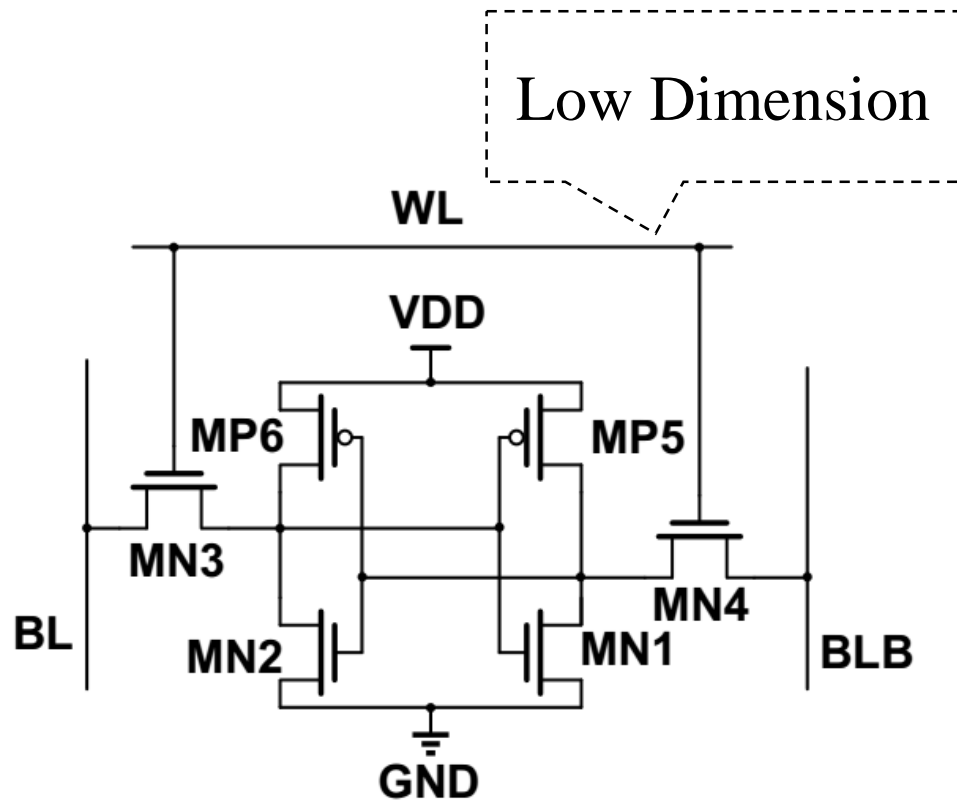 Low Dimension
WL
VDD
MP6
MP5
MN3
MN4
BL
MN2
MN1
BLB
GND